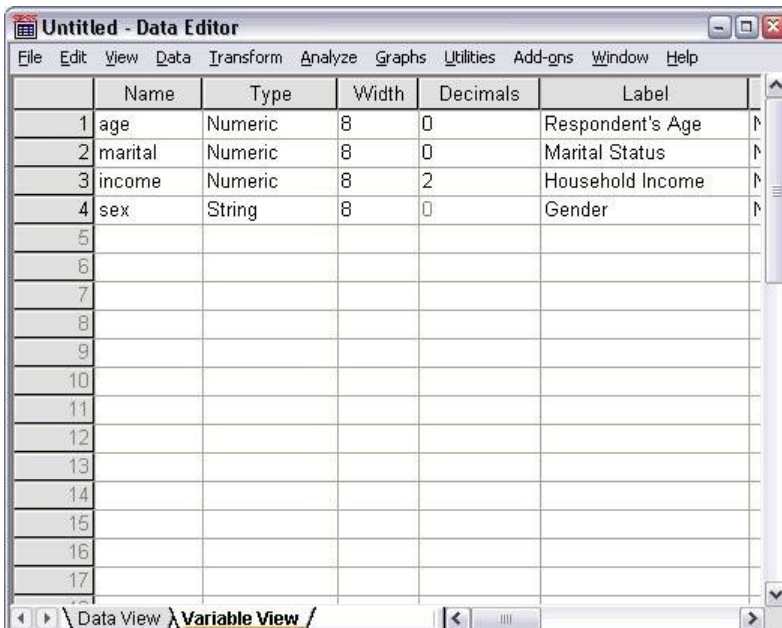 Untitled - Data Editor
File Edit View Data Transform Analyze Graphs Utilities Add-ons Window Help
Name Type Width Decimals Label
1 age Numeric 8 0 Respondent's Age
2 marital Numeric 8 0 Marital Status
3 income Numeric 8 2 Household Income
4 sex String 8 0 Gender
5
6
7
8
9
10
11
12
13
14
15
16
17
Data View Variable View